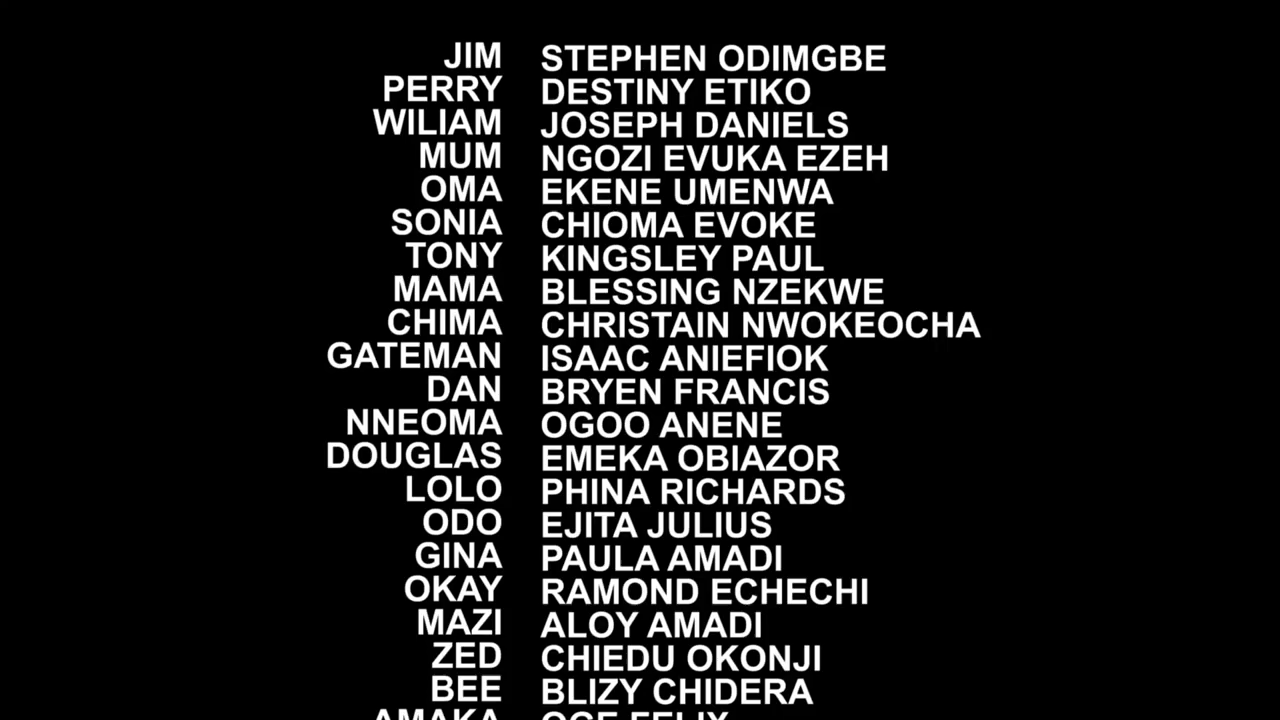 JIM STEPHEN ODIMGBE
PERRY DESTINY ETIKO
WILIAM JOSEPH DANIELS
MUM NGOZI EVUKA EZEH
OMA EKENE UMENWA
SONIA CHIOMA EVOKE
TONY KINGSLEY PAUL
MAMA BLESSING NZEKWE
CHIMA CHRISTAIN NWOKEOCHA
GATEMAN ISAAC ANIEFIOK
DAN BRYEN FRANCIS
NNEOMA OGOO ANENE
DOUGLAS EMEKA OBIAZOR
LOLO PHINA RICHARDS
ODO EJITA JULIUS
GINA PAULA AMADI
OKAY RAMOND ECHECHI
MAZI ALOY AMADI
ZED CHIEDU OKONJI
BEE BLIZY CHIDERA
AMAKA OGE FELIX